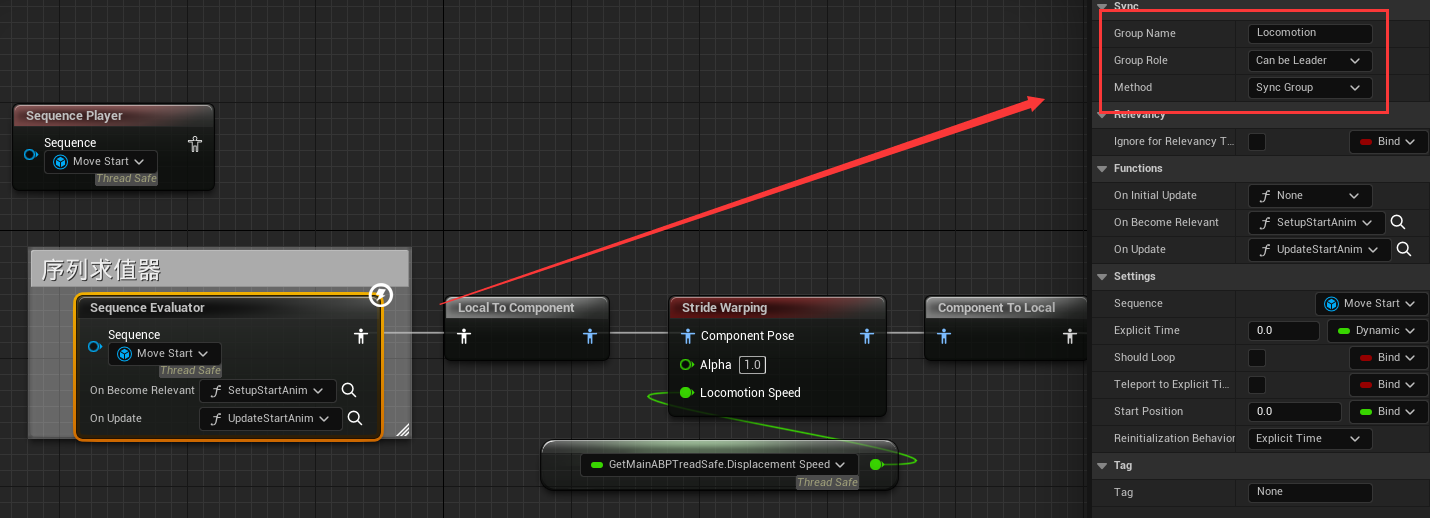 Sync
Group Name Locomotion
Group Role Can be Leader
Method Sync Group
Relevancy
Ignore for Relevancy T... Bind
Functions
On Initial Update None
On Become Relevant SetupStartAnim
On Update UpdateStartAnim
Settings
Sequence Move Start
Explicit Time 0.0 Dynamic
Should Loop Bind
Teleport to Explicit Ti... Bind
Start Position 0.0 Bind
Reinitialization Behavior Explicit Time
Tag
Tag None
Sequence Player
Sequence
Move Start
Thread Safe
序列求值器
Sequence Evaluator
Sequence
Move Start
Thread Safe
On Become Relevant SetupStartAnim
On Update UpdateStartAnim
Local To Component
Stride Warping
Component Pose
Alpha 1.0
Locomotion Speed
Component To Local
GetMainABPTreadSafe.Displacement Speed
Thread Safe